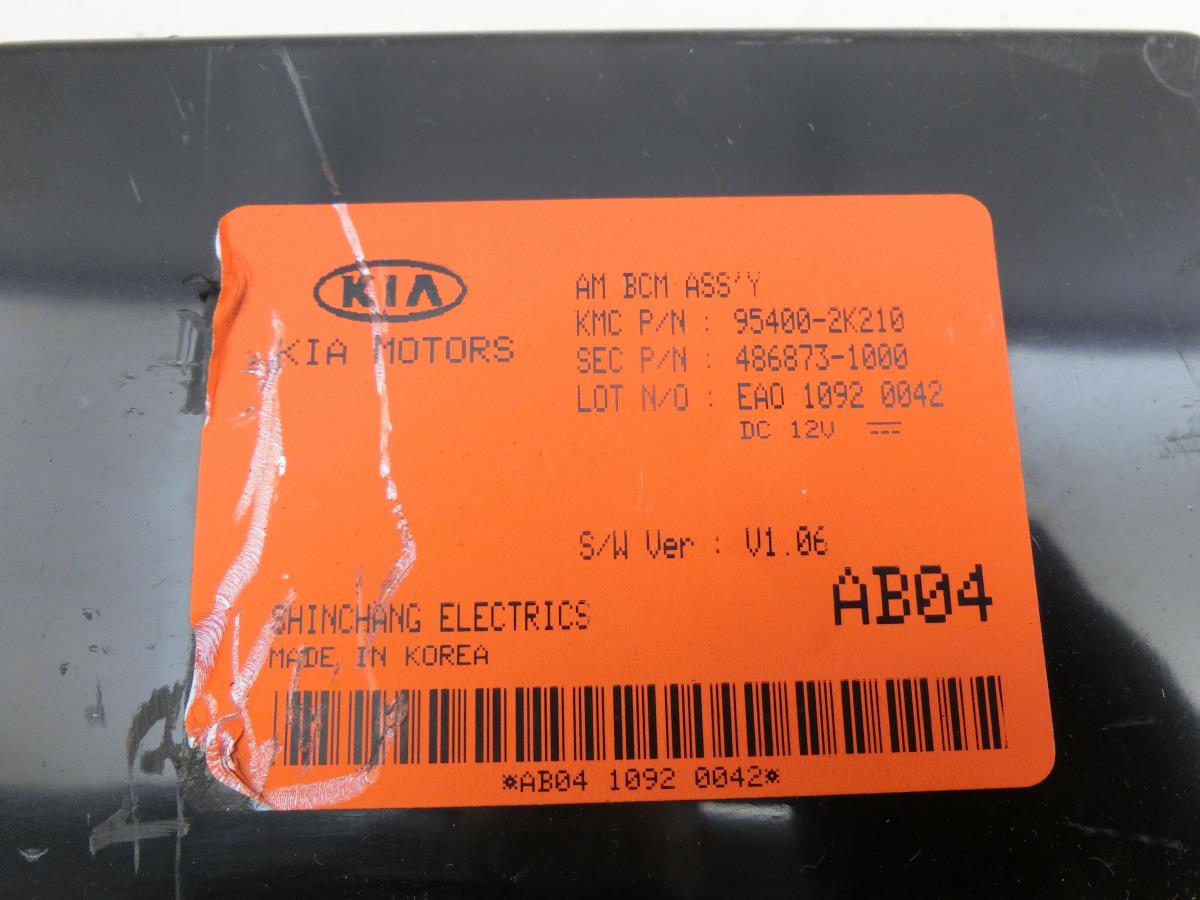 KIA
KIA MOTORS
AM BCM ASS'Y
KMC P/N : 95400-2K210
SEC P/N : 486873-1000
LOT N/O : EAO 1092 0042
DC 12V
S/W Ver : V1.06
AB04
SHINCHANG ELECTRICS
MADE IN KOREA
*AB04 1092 0042*